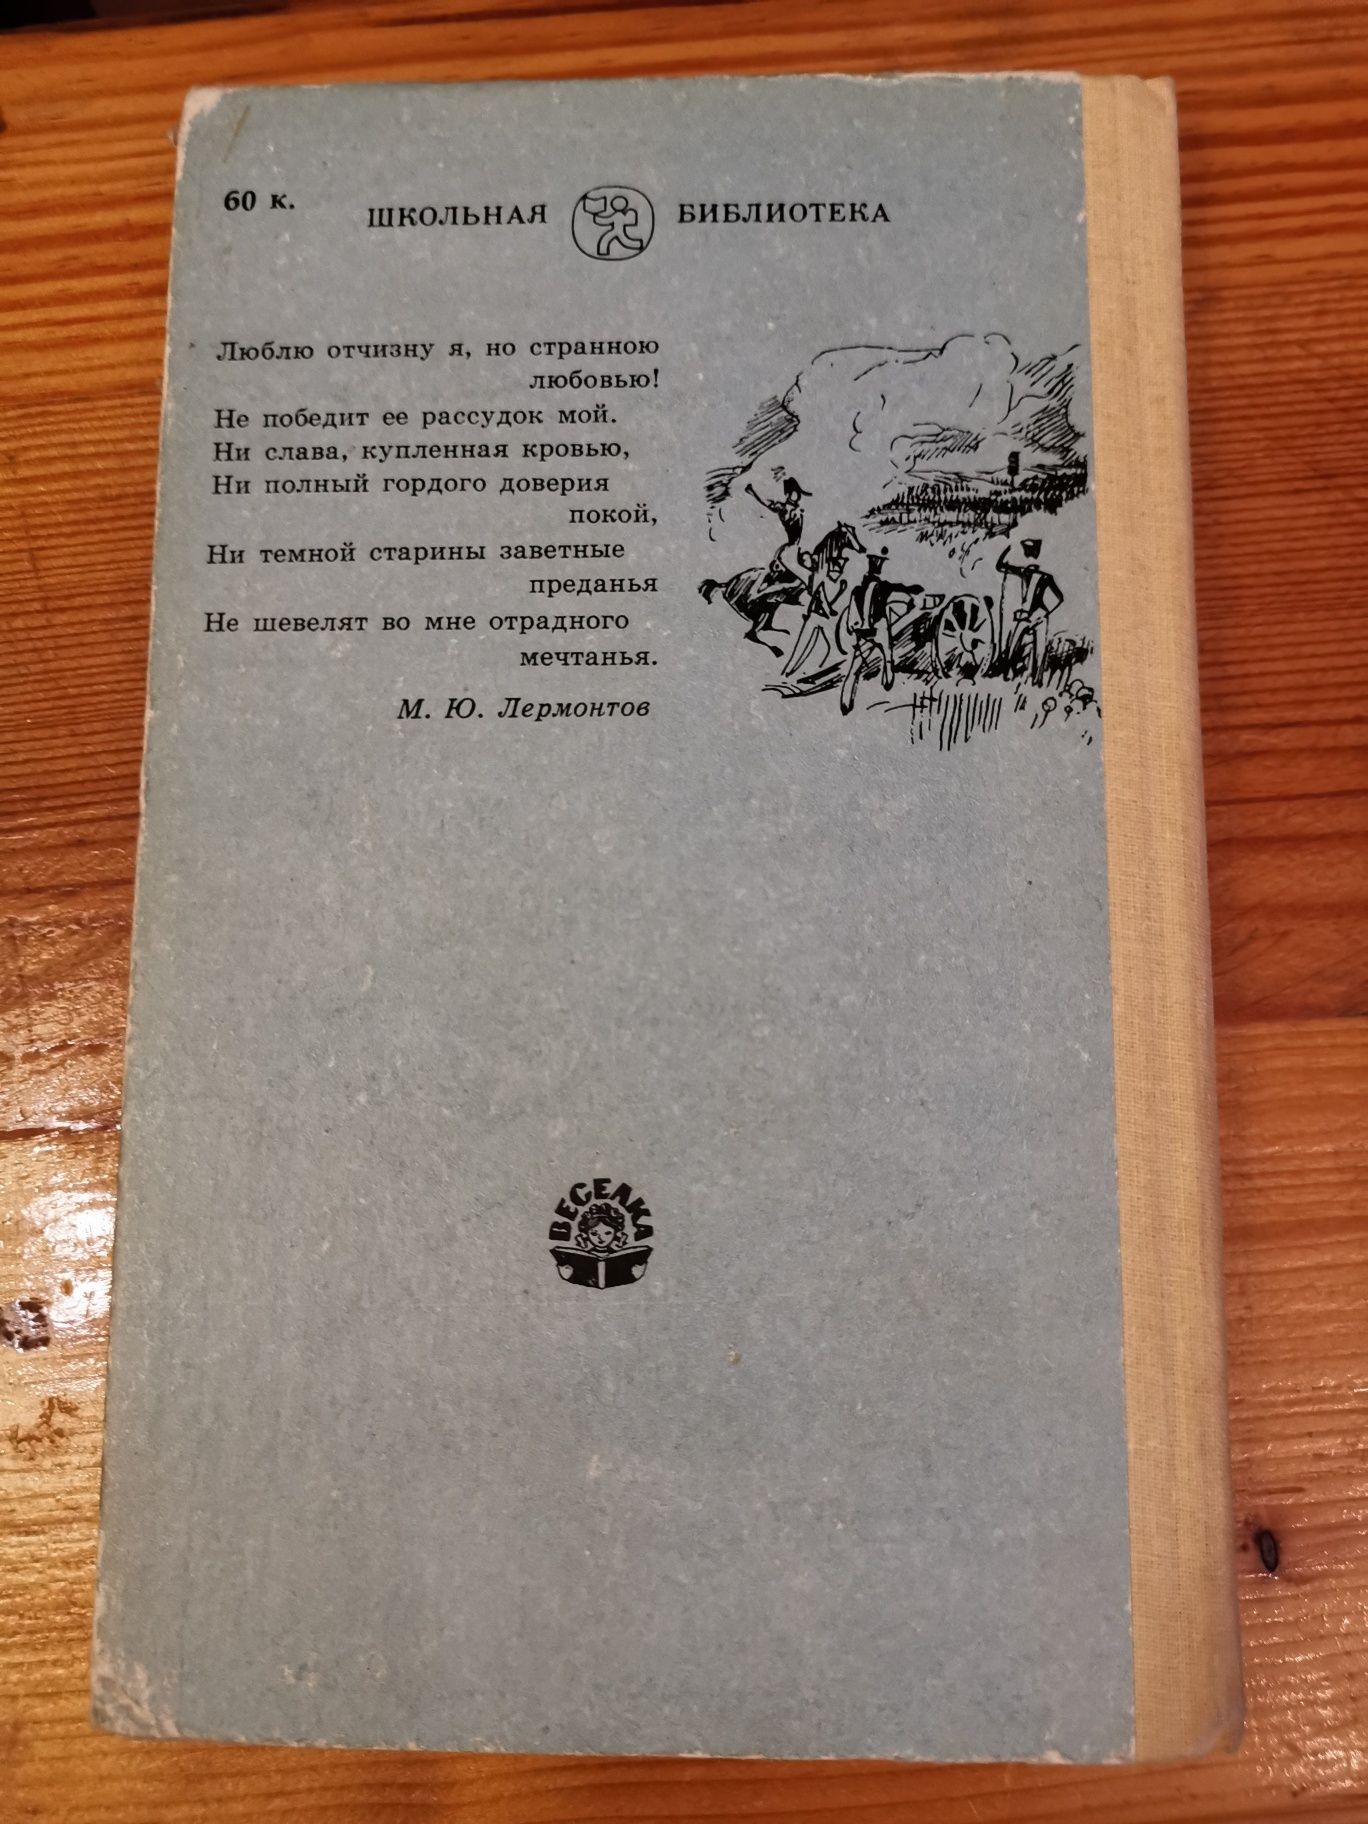 60 к.
ШКОЛЬНАЯ БИБЛИОТЕКА
Люблю отчизну я, но странною
любовью!
Не победит ее рассудок мой.
Ни слава, купленная кровью,
Ни полный гордого доверия
покой,
Ни темной старины заветные
преданья
Не шевелят во мне отрадного
мечтанья.
М. Ю. Лермонтов
ВЕСЕЛКА